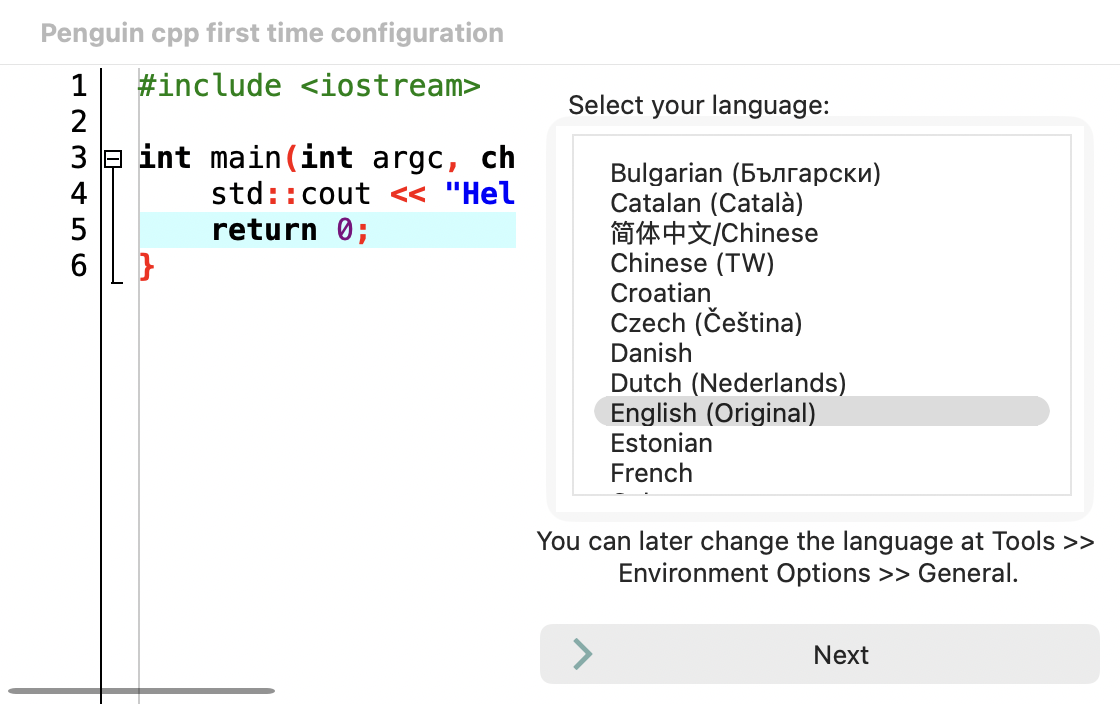 Penguin cpp first time configuration
1 #include <iostream>
2
3 int main(int argc, ch
4 std::cout << "Hel
5 return 0;
6 }
Select your language:
Bulgarian (Български)
Catalan (Català)
简体中文/Chinese
Chinese (TW)
Croatian
Czech (Čeština)
Danish
Dutch (Nederlands)
English (Original)
Estonian
French
You can later change the language at Tools >>
Environment Options >> General.
Next